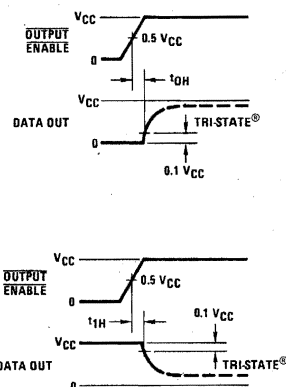 VCC
OUTPUT
ENABLE
0.5 VCC
0
t0H
VCC
DATA OUT
TRI-STATE®
0
0.1 VCC
VCC
OUTPUT
ENABLE
0.5 VCC
0
0.1 VCC
t1H
VCC
DATA OUT
TRI-STATE®
0